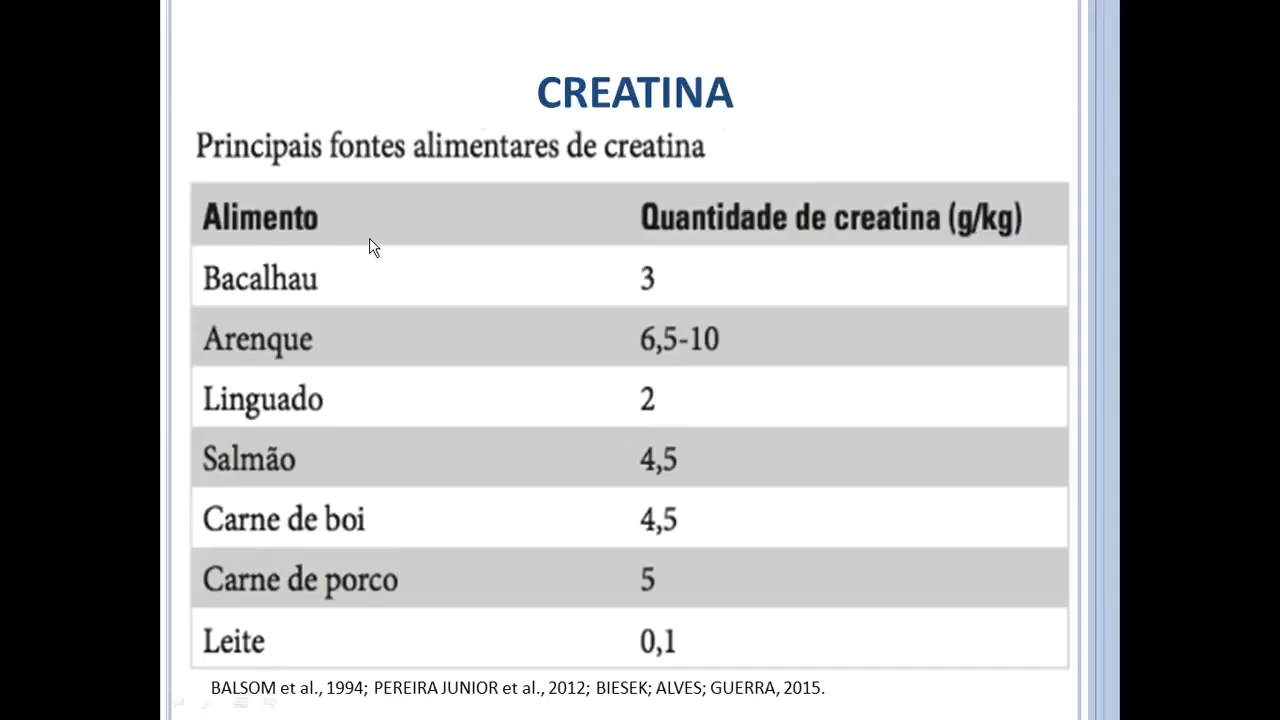 CREATINA
Principais fontes alimentares de creatina
Alimento Quantidade de creatina (g/kg)
Bacalhau 3
Arenque 6,5-10
Linguado 2
Salmão 4,5
Carne de boi 4,5
Carne de porco 5
Leite 0,1
BALSOM et al., 1994; PEREIRA JUNIOR et al., 2012; BIESEK; ALVES; GUERRA, 2015.